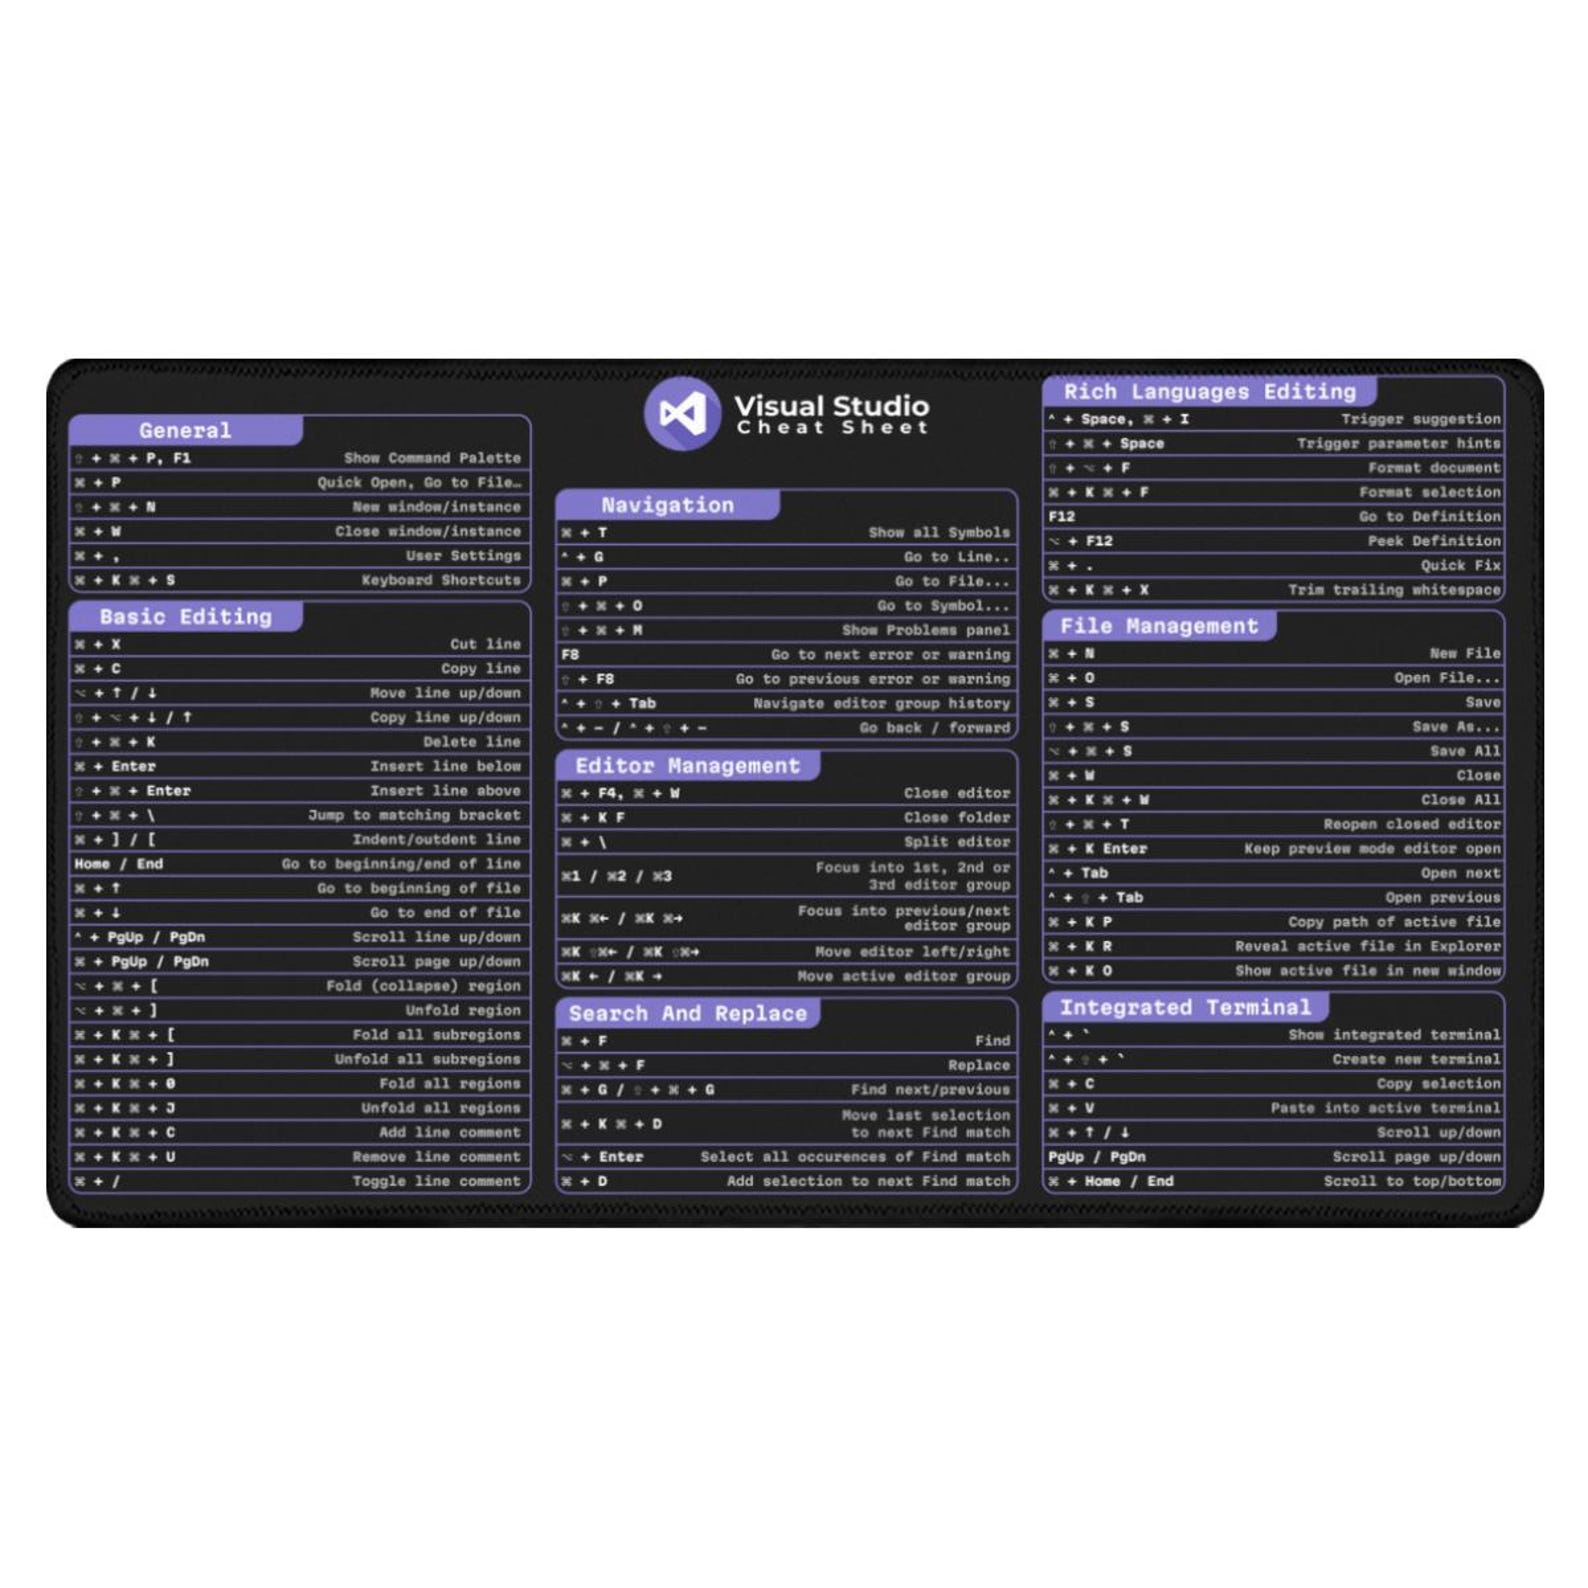 Visual Studio
Cheat Sheet
General
⇧ + ⌘ + P, F1 Show Command Palette
⌘ + P Quick Open, Go to File…
⇧ + ⌘ + N New window/instance
⌘ + W Close window/instance
⌘ + , User Settings
⌘ + K ⌘ + S Keyboard Shortcuts
Basic Editing
⌘ + X Cut line
⌘ + C Copy line
⌥ + ↑ / ↓ Move line up/down
⇧ + ⌥ + ↓ / ↑ Copy line up/down
⇧ + ⌘ + K Delete line
⌘ + Enter Insert line below
⇧ + ⌘ + Enter Insert line above
⇧ + ⌘ + \ Jump to matching bracket
⌘ + ] / [ Indent/outdent line
Home / End Go to beginning/end of line
⌘ + ↑ Go to beginning of file
⌘ + ↓ Go to end of file
⌃ + PgUp / PgDn Scroll line up/down
⌘ + PgUp / PgDn Scroll page up/down
⌥ + ⌘ + [ Fold (collapse) region
⌥ + ⌘ + ] Unfold region
⌘ + K ⌘ + [ Fold all subregions
⌘ + K ⌘ + ] Unfold all subregions
⌘ + K ⌘ + 0 Fold all regions
⌘ + K ⌘ + J Unfold all regions
⌘ + K ⌘ + C Add line comment
⌘ + K ⌘ + U Remove line comment
⌘ + / Toggle line comment
Navigation
⌘ + T Show all Symbols
⌃ + G Go to Line..
⌘ + P Go to File...
⇧ + ⌘ + O Go to Symbol...
⇧ + ⌘ + M Show Problems panel
F8 Go to next error or warning
⇧ + F8 Go to previous error or warning
⌃ + ⇧ + Tab Navigate editor group history
⌃ + – / ⌃ + ⇧ + – Go back / forward
Editor Management
⌘ + F4, ⌘ + W Close editor
⌘ + K F Close folder
⌘ + \ Split editor
⌘1 / ⌘2 / ⌘3 Focus into 1st, 2nd or
3rd editor group
⌘K ⌘← / ⌘K ⌘→ Focus into previous/next
editor group
⌘K ⇧⌘← / ⌘K ⇧⌘→ Move editor left/right
⌘K ← / ⌘K → Move active editor group
Search And Replace
⌘ + F Find
⌥ + ⌘ + F Replace
⌘ + G / ⇧ + ⌘ + G Find next/previous
⌘ + K ⌘ + D Move last selection
to next Find match
⌥ + Enter Select all occurences of Find match
⌘ + D Add selection to next Find match
Rich Languages Editing
⌃ + Space, ⌘ + I Trigger suggestion
⇧ + ⌘ + Space Trigger parameter hints
⇧ + ⌥ + F Format document
⌘ + K ⌘ + F Format selection
F12 Go to Definition
⌥ + F12 Peek Definition
⌘ + . Quick Fix
⌘ + K ⌘ + X Trim trailing whitespace
File Management
⌘ + N New File
⌘ + O Open File...
⌘ + S Save
⇧ + ⌘ + S Save As...
⌥ + ⌘ + S Save All
⌘ + W Close
⌘ + K ⌘ + W Close All
⇧ + ⌘ + T Reopen closed editor
⌘ + K Enter Keep preview mode editor open
⌃ + Tab Open next
⌃ + ⇧ + Tab Open previous
⌘ + K P Copy path of active file
⌘ + K R Reveal active file in Explorer
⌘ + K O Show active file in new window
Integrated Terminal
⌃ + ` Show integrated terminal
⌃ + ⇧ + ` Create new terminal
⌘ + C Copy selection
⌘ + V Paste into active terminal
⌘ + ↑ / ↓ Scroll up/down
PgUp / PgDn Scroll page up/down
⌘ + Home / End Scroll to top/bottom